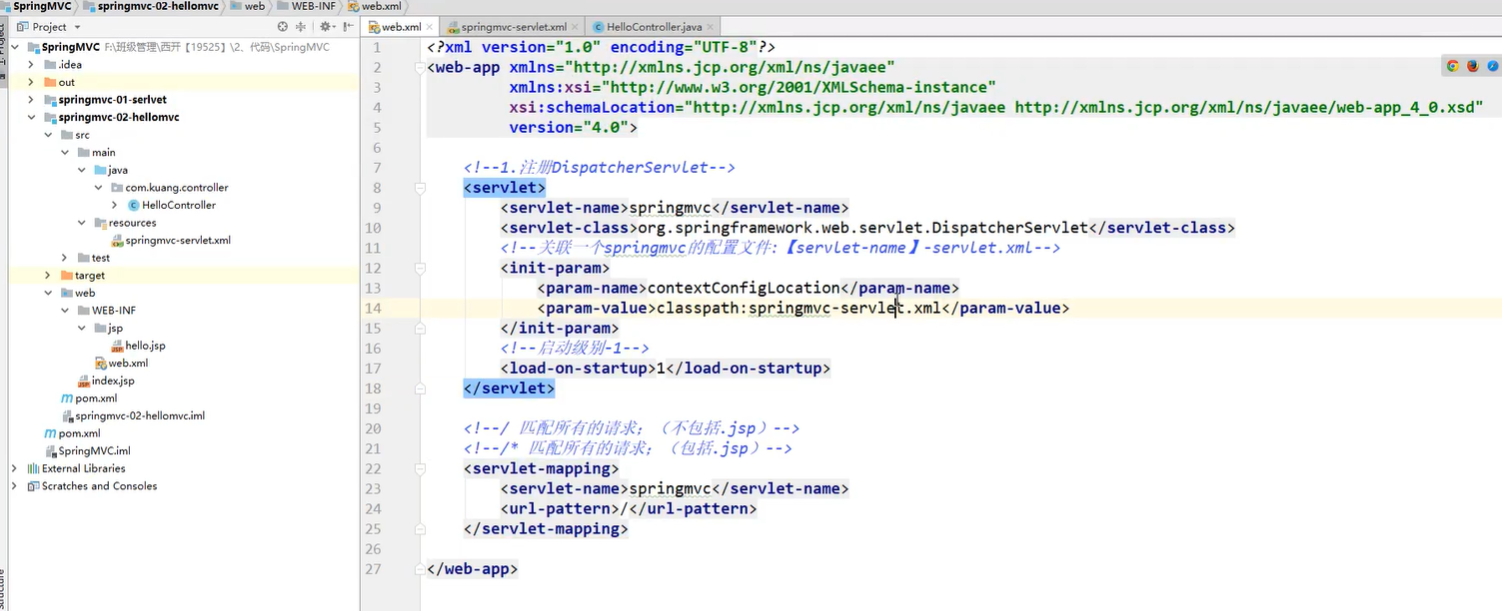 SpringMVC springmvc-02-hellomvc web WEB-INF web.xml
Project
web.xml springmvc-servlet.xml HelloController.java
SpringMVC F:\班级管理\西开【19525】\2、代码\SpringMVC
.idea
out
springmvc-01-serlvet
springmvc-02-hellomvc
src
main
java
com.kuang.controller
HelloController
resources
springmvc-servlet.xml
test
target
web
WEB-INF
jsp
hello.jsp
web.xml
index.jsp
pom.xml
springmvc-02-hellomvc.iml
pom.xml
SpringMVC.iml
External Libraries
Scratches and Consoles
1 <?xml version="1.0" encoding="UTF-8"?>
2 <web-app xmlns="http://xmlns.jcp.org/xml/ns/javaee"
3 xmlns:xsi="http://www.w3.org/2001/XMLSchema-instance"
4 xsi:schemaLocation="http://xmlns.jcp.org/xml/ns/javaee http://xmlns.jcp.org/xml/ns/javaee/web-app_4_0.xsd"
5 version="4.0">
6
7 <!--1.注册DispatcherServlet-->
8 <servlet>
9 <servlet-name>springmvc</servlet-name>
10 <servlet-class>org.springframework.web.servlet.DispatcherServlet</servlet-class>
11 <!--关联一个springmvc的配置文件:【servlet-name】-servlet.xml-->
12 <init-param>
13 <param-name>contextConfigLocation</param-name>
14 <param-value>classpath:springmvc-servlet.xml</param-value>
15 </init-param>
16 <!--启动级别-1-->
17 <load-on-startup>1</load-on-startup>
18 </servlet>
19
20 <!--/ 匹配所有的请求；（不包括.jsp）-->
21 <!--/* 匹配所有的请求；（包括.jsp）-->
22 <servlet-mapping>
23 <servlet-name>springmvc</servlet-name>
24 <url-pattern>/</url-pattern>
25 </servlet-mapping>
26
27 </web-app>